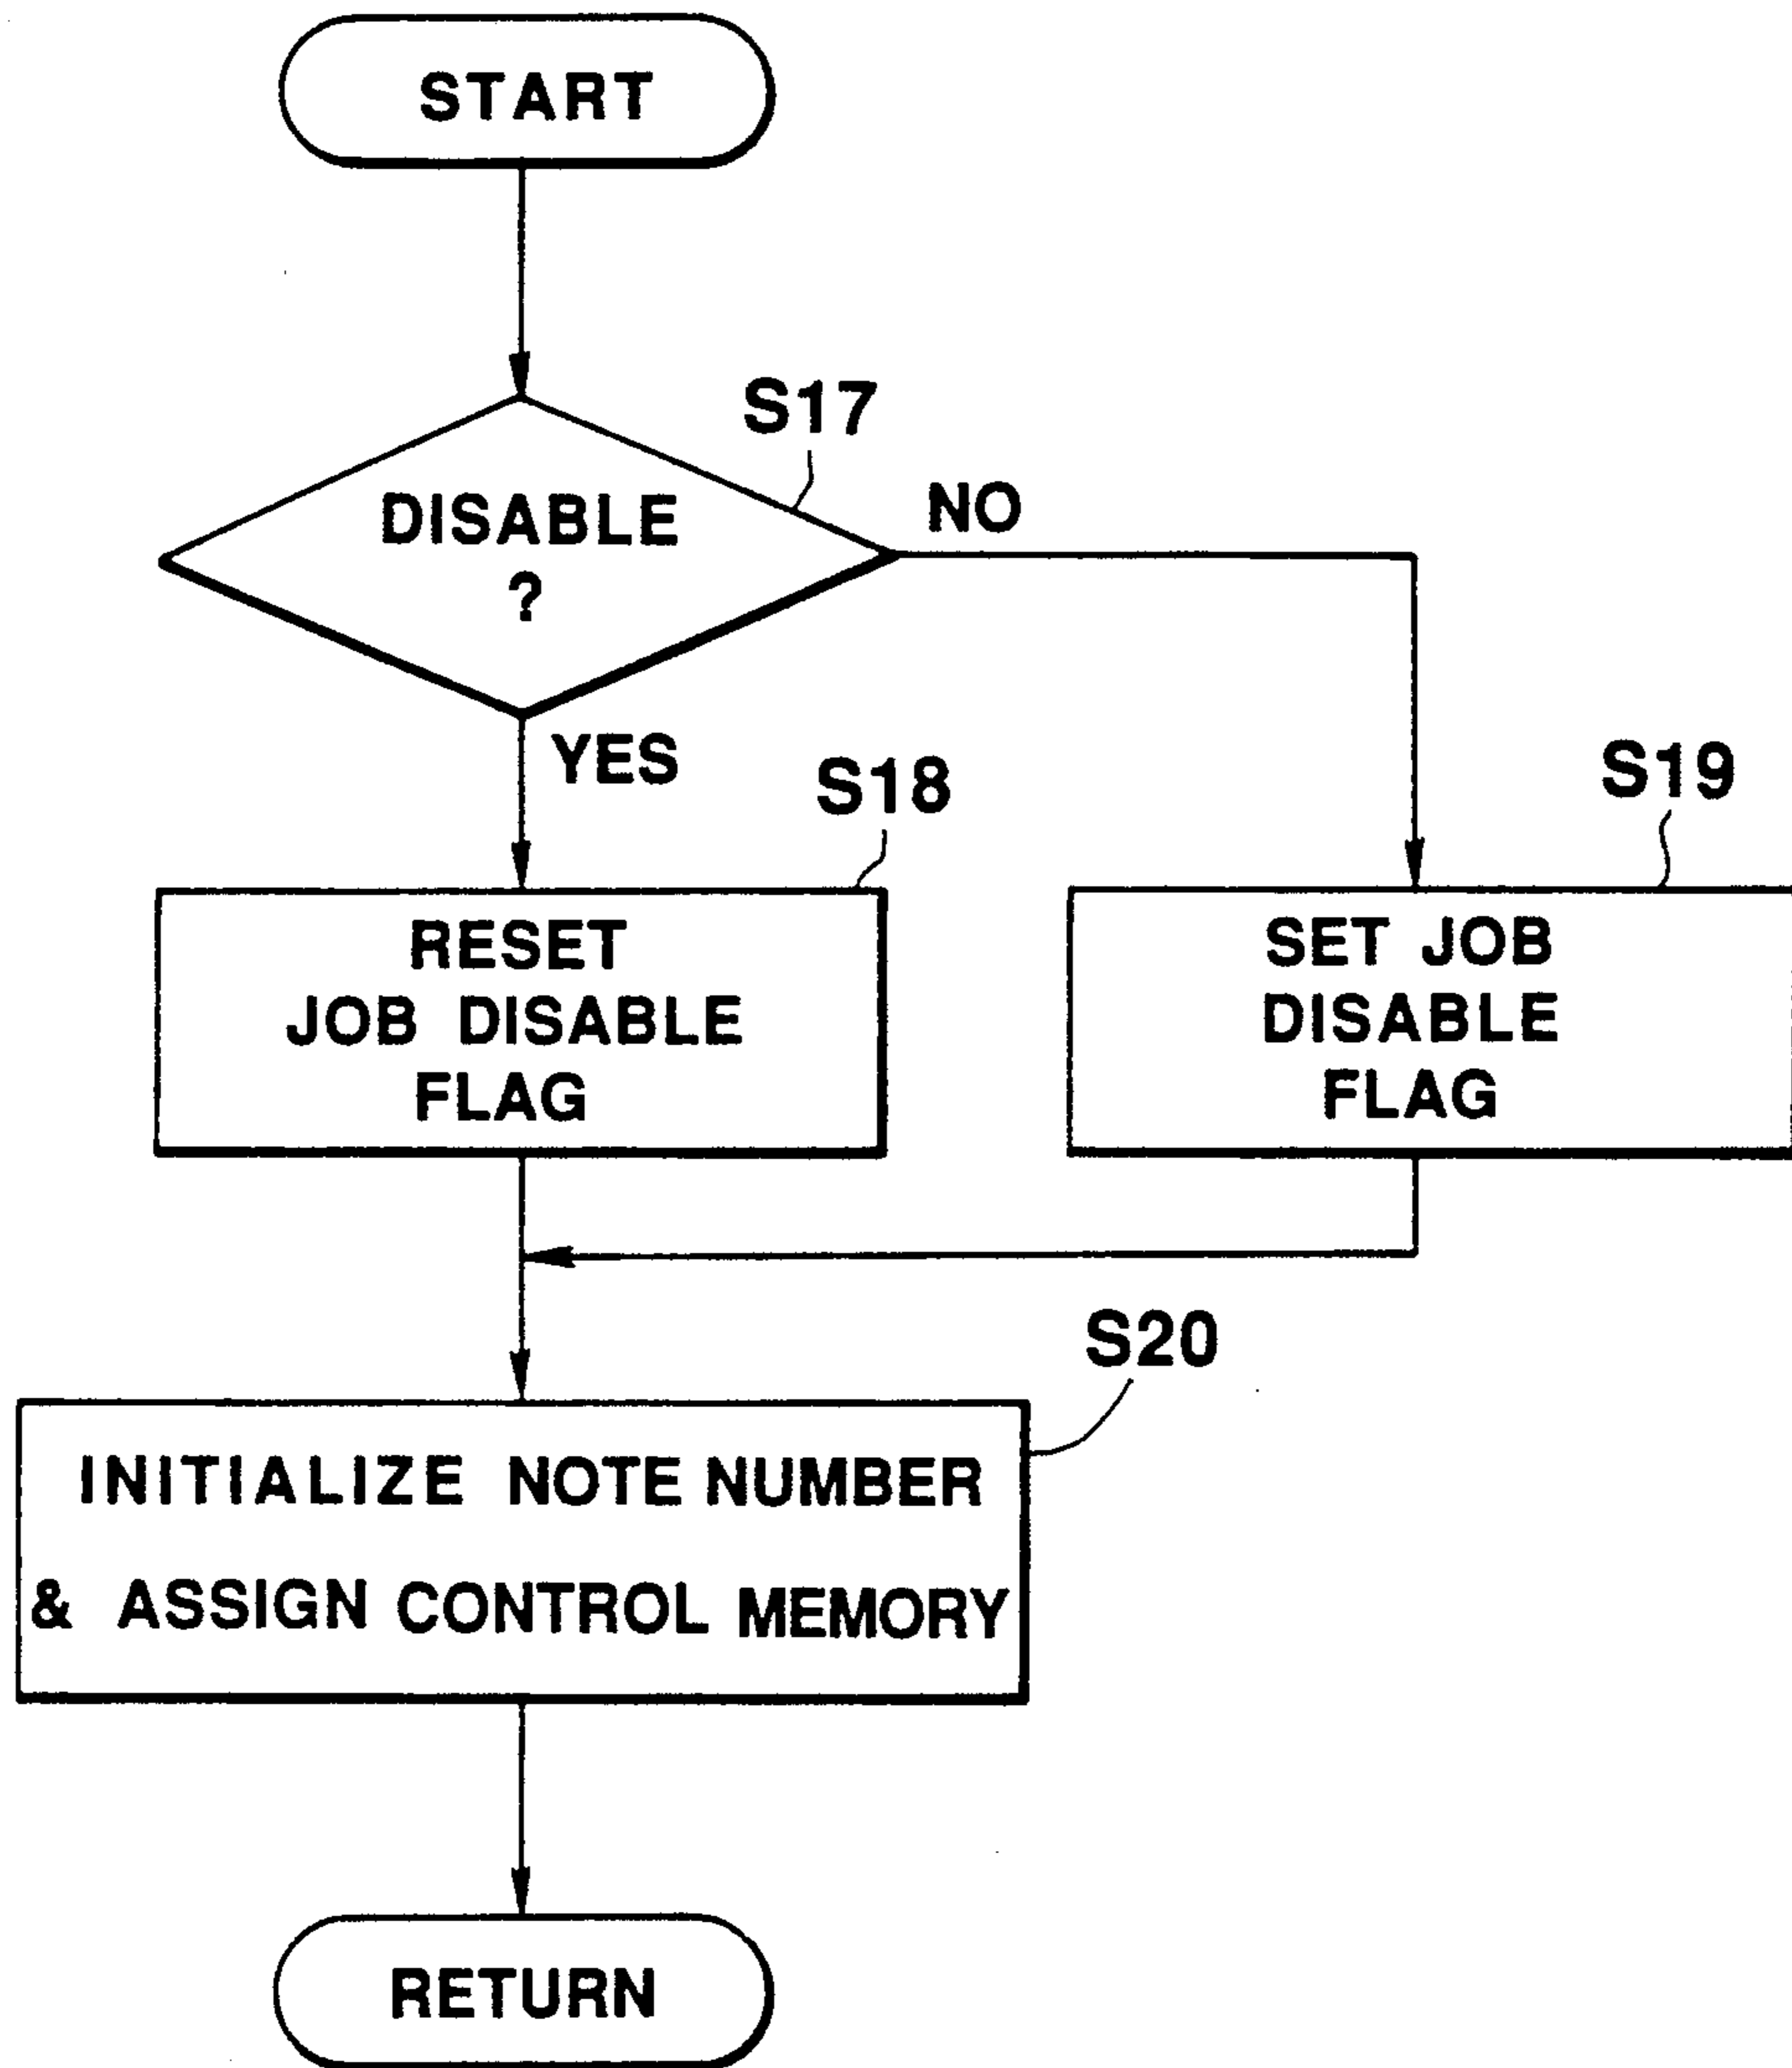 START
S17
DISABLE
?
NO
YES
S18
S19
RESET
JOB DISABLE
FLAG
SET JOB
DISABLE
FLAG
S20
INITIALIZE NOTE NUMBER
& ASSIGN CONTROL MEMORY
RETURN